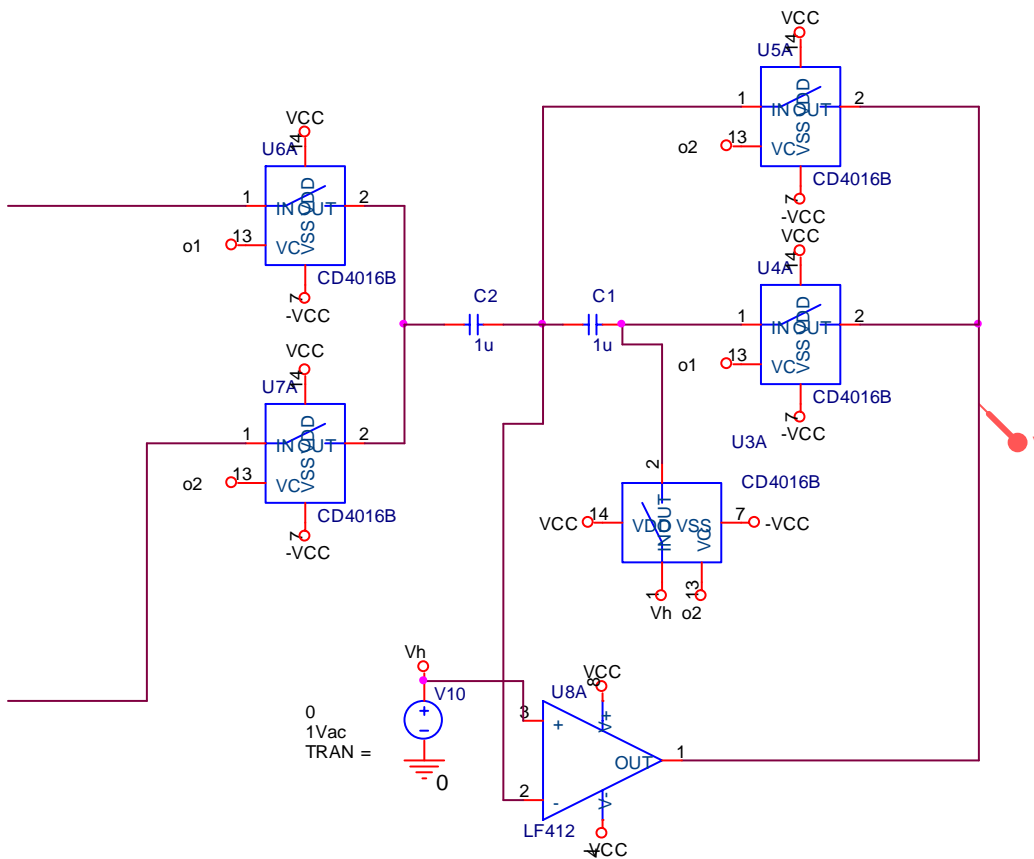 VCC
14
U5A
1
IN OUT
VDD
2
o2
13
VC
VSS
CD4016B
7
-VCC
VCC
14
U6A
1
IN OUT
VDD
2
o1
13
VC
VSS
CD4016B
7
-VCC
VCC
14
U4A
C2
C1
1
IN OUT
VDD
2
1u
1u
o1
13
VC
VSS
CD4016B
7
-VCC
VCC
14
U7A
1
IN OUT
VDD
2
o2
13
VC
VSS
CD4016B
7
-VCC
U3A
2
CD4016B
VCC
14
VDD
IN OUT
VSS
VC
7
-VCC
1
13
Vh
o2
Vh
V10
0
1Vac
TRAN =
+
-
0
U8A
VCC
8
3
+
V+
OUT
1
2
-
V-
LF412
4
-VCC